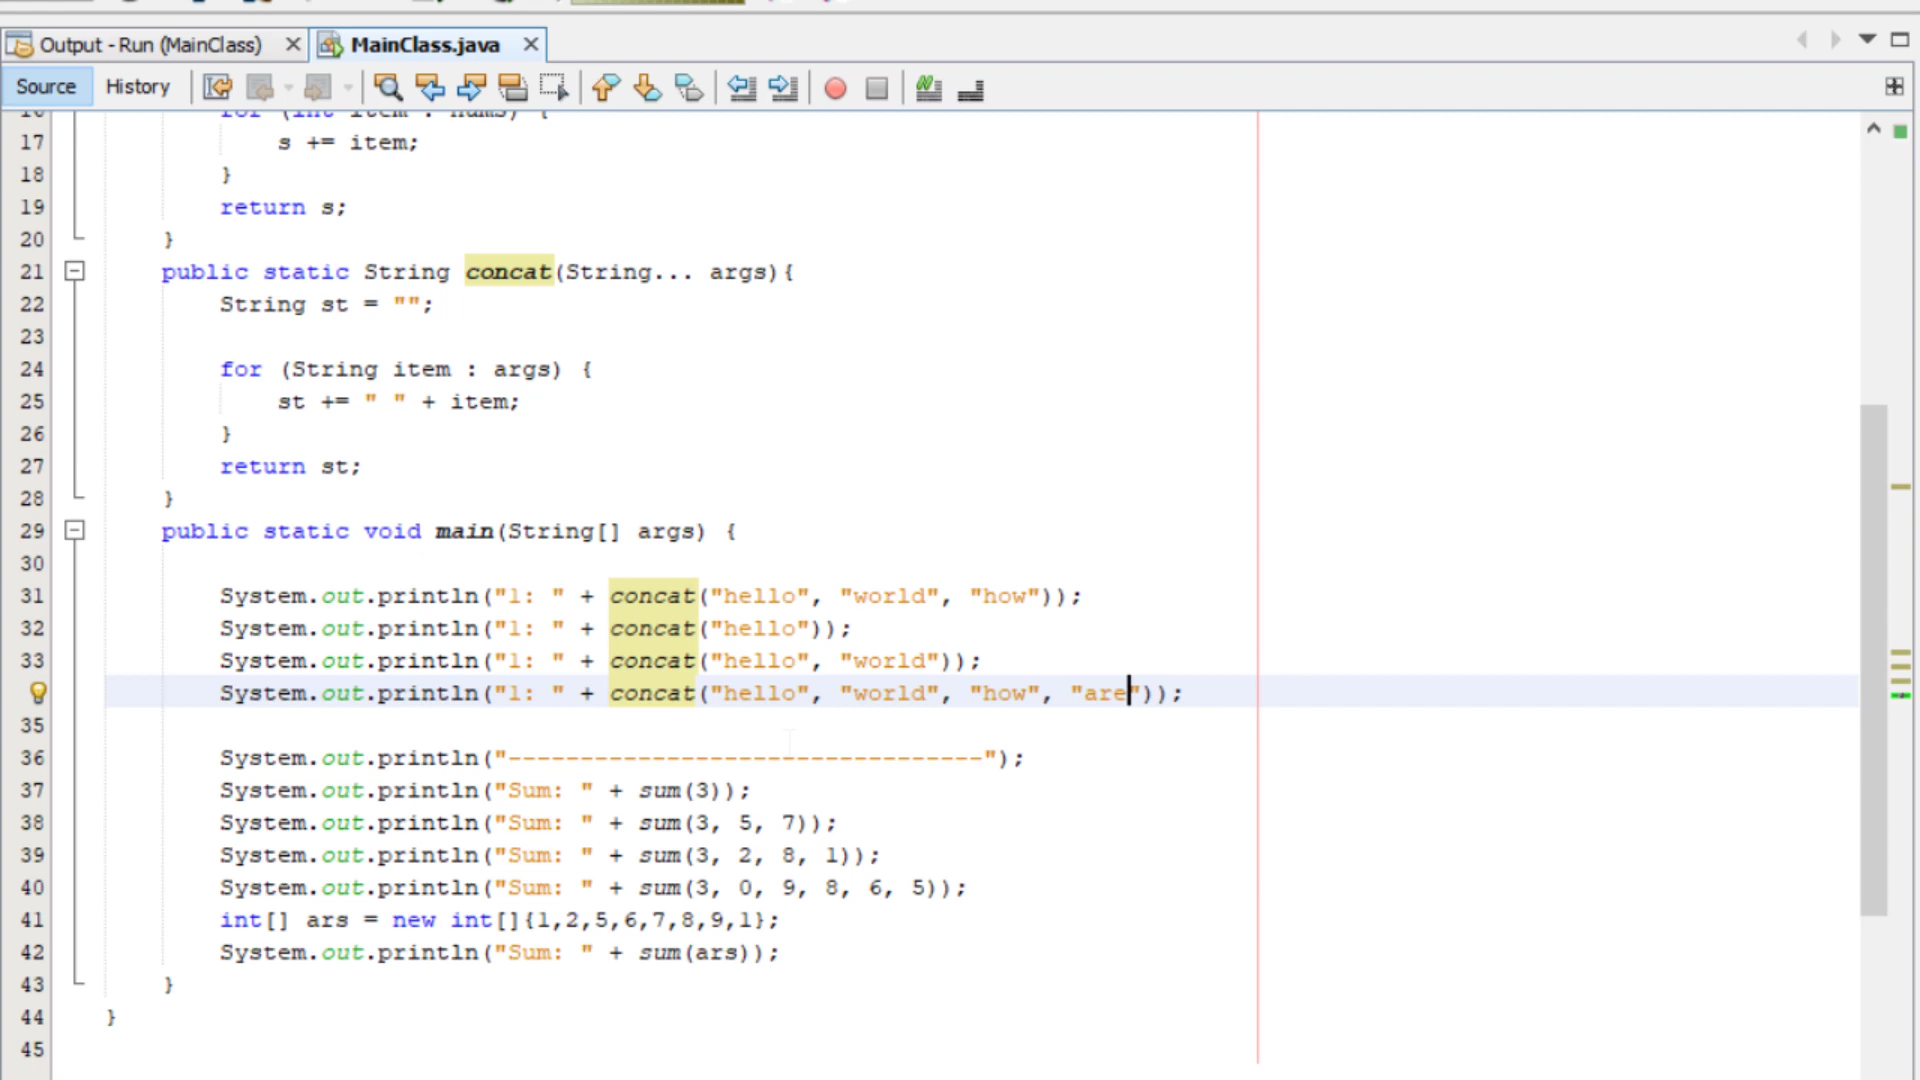 Output - Run (MainClass)
MainClass.java
Source
History
16 for (int item : nums) {
17 s += item;
18 }
19 return s;
20 }
21 public static String concat(String... args){
22 String st = "";
23
24 for (String item : args) {
25 st += " " + item;
26 }
27 return st;
28 }
29 public static void main(String[] args) {
30
31 System.out.println("1: " + concat("hello", "world", "how"));
32 System.out.println("1: " + concat("hello"));
33 System.out.println("1: " + concat("hello", "world"));
System.out.println("1: " + concat("hello", "world", "how", "are"));
35
36 System.out.println("---------------------------------");
37 System.out.println("Sum: " + sum(3));
38 System.out.println("Sum: " + sum(3, 5, 7));
39 System.out.println("Sum: " + sum(3, 2, 8, 1));
40 System.out.println("Sum: " + sum(3, 0, 9, 8, 6, 5));
41 int[] ars = new int[]{1,2,5,6,7,8,9,1};
42 System.out.println("Sum: " + sum(ars));
43 }
44 }
45